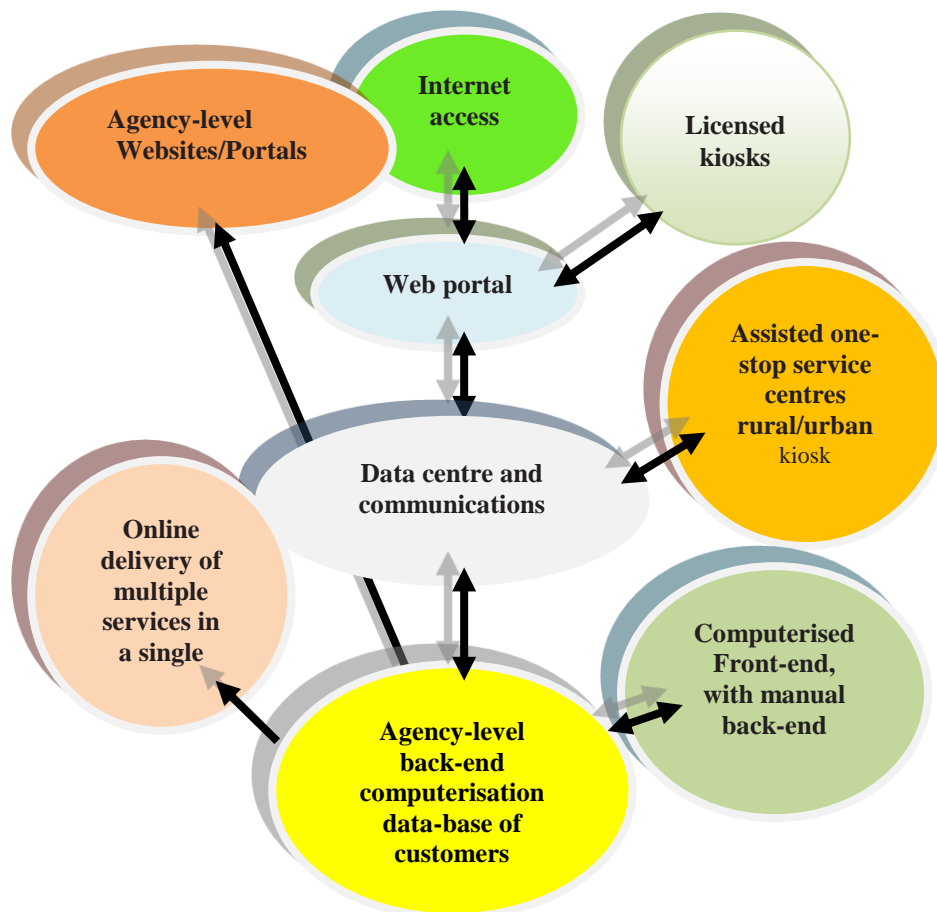 Internet
access
Agency-level
Websites/Portals
Licensed
kiosks
Web portal
Assisted one-
stop service
centres
rural/urban
kiosk
Data centre and
communications
Online
delivery of
multiple
services in
a single
Computerised
Front-end,
with manual
back-end
Agency-level
back-end
computerisation
data-base of
customers